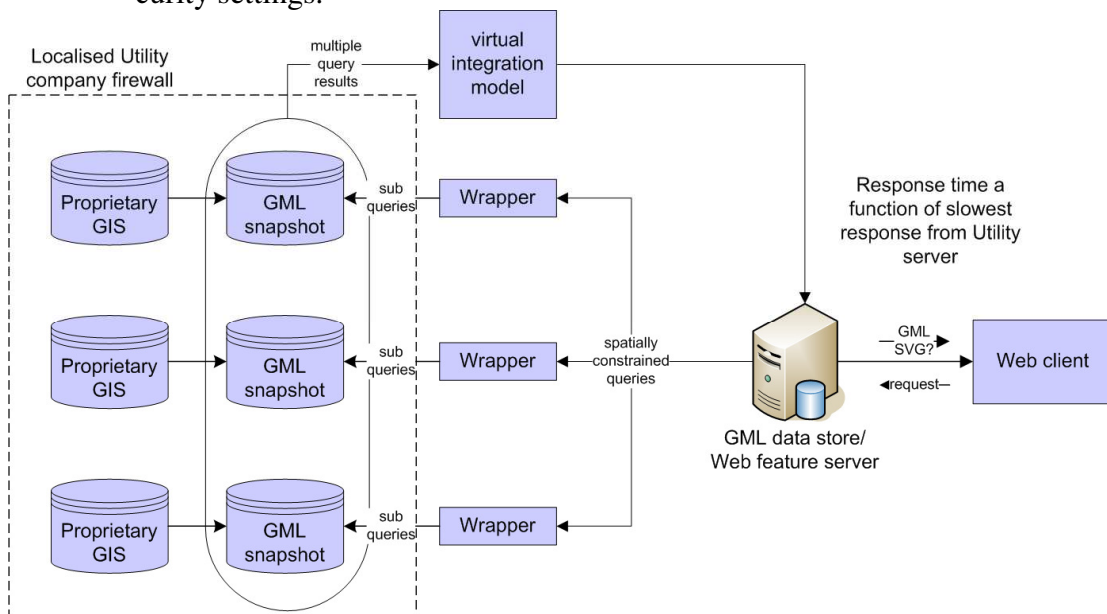 curity settings.
Localised Utility
company firewall
multiple
query
results
virtual
integration
model
Proprietary
GIS
GML
snapshot
sub
queries
Wrapper
Response time a
function of slowest
response from Utility
server
Proprietary
GIS
GML
snapshot
sub
queries
Wrapper
spatially
constrained
queries
GML
SVG?
request
Web client
GML data store/
Web feature server
Proprietary
GIS
GML
snapshot
sub
queries
Wrapper